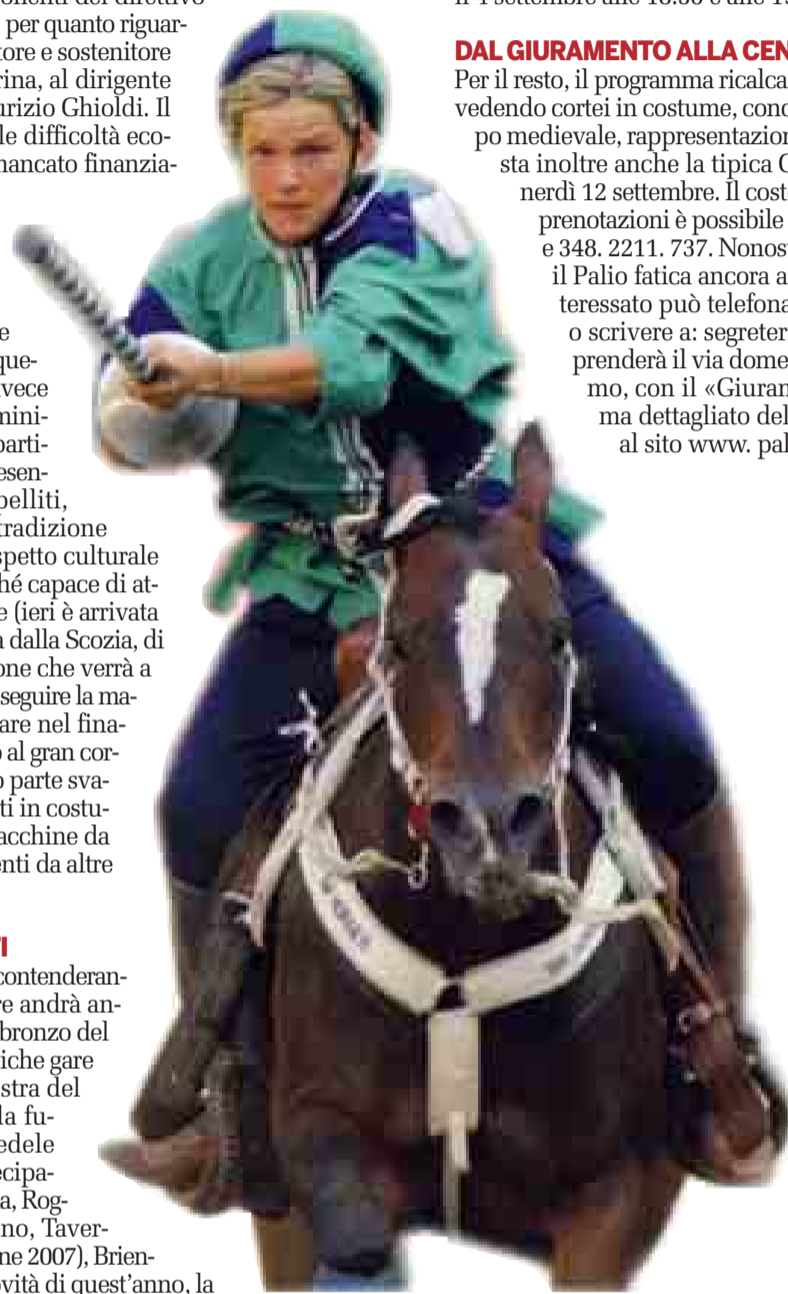 per quanto riguar-
tore e sostenitore
rina, al dirigente
urizio Ghioldi. Il
le difficoltà eco-
mancato finanzia-
e
que-
vece
mini-
parti-
esen-
pelliti,
tradizione
spetto culturale
ché capace di at-
e (ieri è arrivata
a dalla Scozia, di
one che verrà a
seguire la ma-
are nel fina-
o al gran cor-
o parte sva-
ti in costu-
acchine da
enti da altre
TI
contenderan-
re andrà an-
bronzo del
iche gare
stra del
la fu-
edele
ecipa-
a, Rog-
no, Taver-
ne 2007), Brien-
ovità di quest'anno, la
DAL GIURAMENTO ALLA CEN
Per il resto, il programma ricalca
vedendo cortei in costume, conc
po medievale, rappresentazion
sta inoltre anche la tipica C
nerdì 12 settembre. Il cost
prenotazioni è possibile
e 348. 2211. 737. Nonos
il Palio fatica ancora a
teressato può telefona
o scrivere a: segreter
prenderà il via dome
mo, con il «Giuran
ma dettagliato del
al sito www. pal